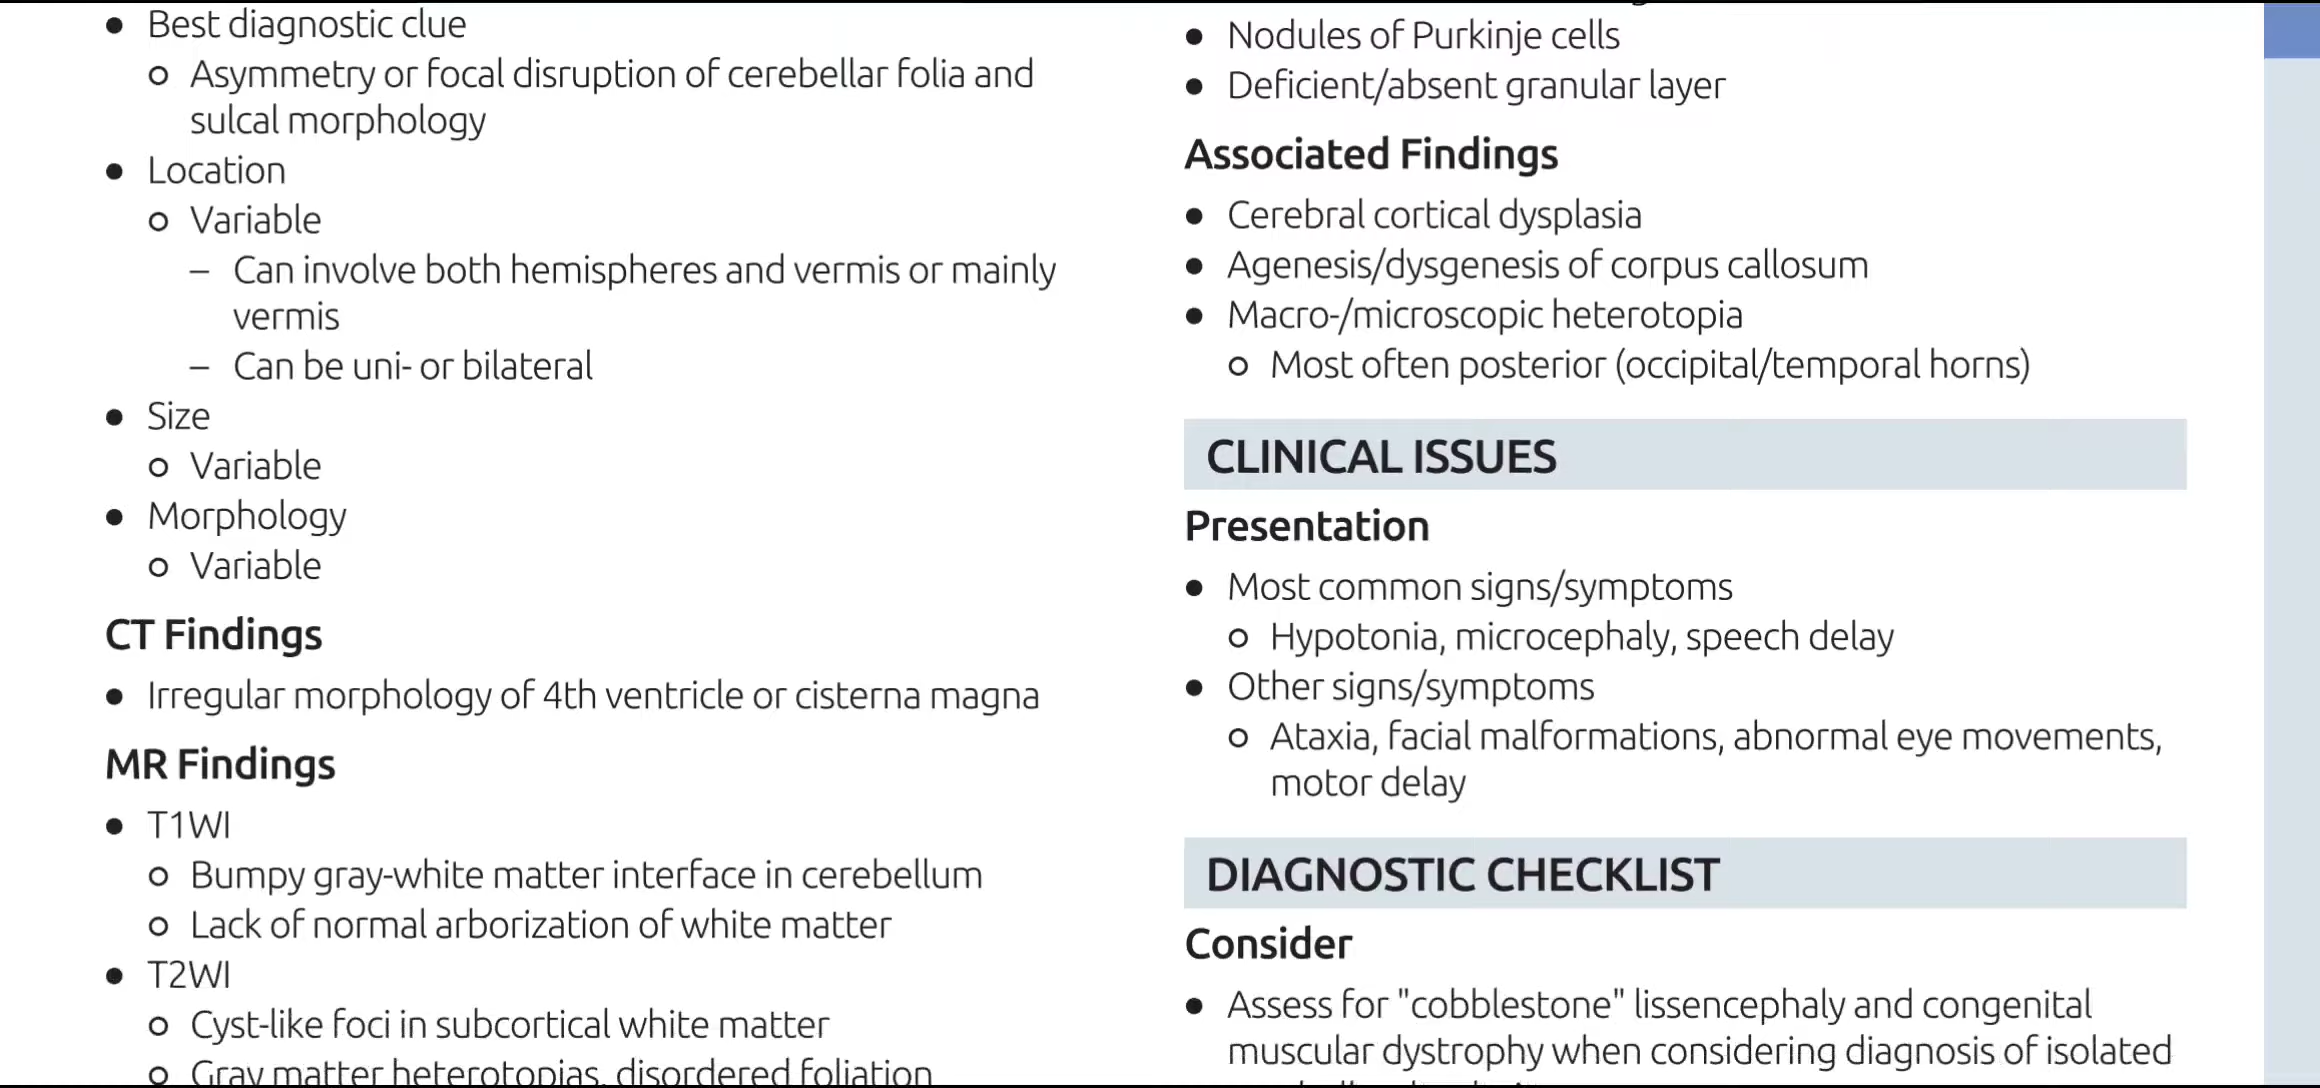 ● Best diagnostic clue
○ Asymmetry or focal disruption of cerebellar folia and
sulcal morphology
● Location
○ Variable
– Can involve both hemispheres and vermis or mainly
vermis
– Can be uni- or bilateral
● Size
○ Variable
● Morphology
○ Variable
CT Findings
● Irregular morphology of 4th ventricle or cisterna magna
MR Findings
● T1WI
○ Bumpy gray-white matter interface in cerebellum
○ Lack of normal arborization of white matter
● T2WI
○ Cyst-like foci in subcortical white matter
○ Gray matter heterotopias, disordered foliation
● Nodules of Purkinje cells
● Deficient/absent granular layer
Associated Findings
● Cerebral cortical dysplasia
● Agenesis/dysgenesis of corpus callosum
● Macro-/microscopic heterotopia
○ Most often posterior (occipital/temporal horns)
CLINICAL ISSUES
Presentation
● Most common signs/symptoms
○ Hypotonia, microcephaly, speech delay
● Other signs/symptoms
○ Ataxia, facial malformations, abnormal eye movements,
motor delay
DIAGNOSTIC CHECKLIST
Consider
● Assess for "cobblestone" lissencephaly and congenital
muscular dystrophy when considering diagnosis of isolated